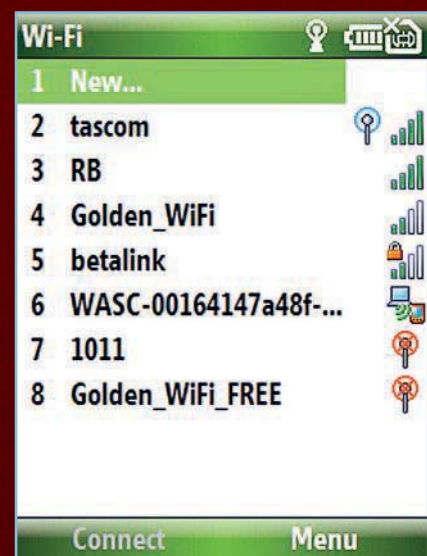 Wi-Fi
1 New...
2 tascom
3 RB
4 Golden_WiFi
5 betalink
6 WASC-00164147a48f-...
7 1011
8 Golden_WiFi_FREE
Connect Menu